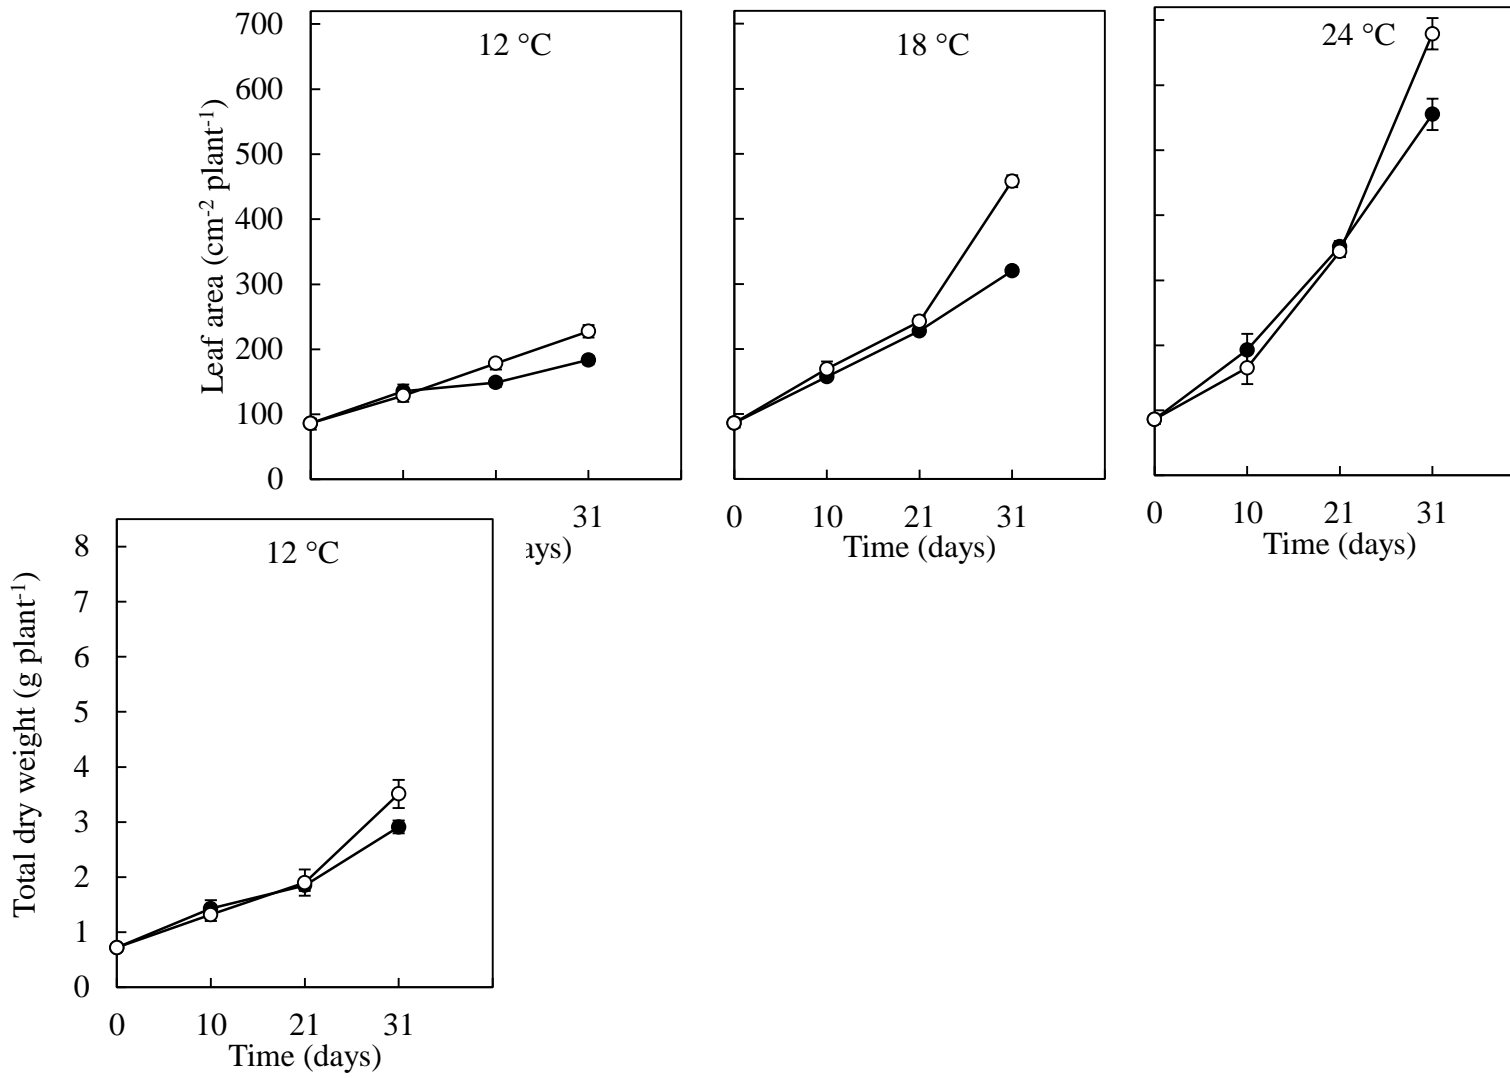 12 °C
18 °C
24 °C
Leaf area (cm-2 plant-1)
700
600
500
400
300
200
100
0
31
ays)
0 10 21 31
Time (days)
0 10 21 31
Time (days)
12 °C
Total dry weight (g plant-1)
8
7
6
5
4
3
2
1
0
0 10 21 31
Time (days)